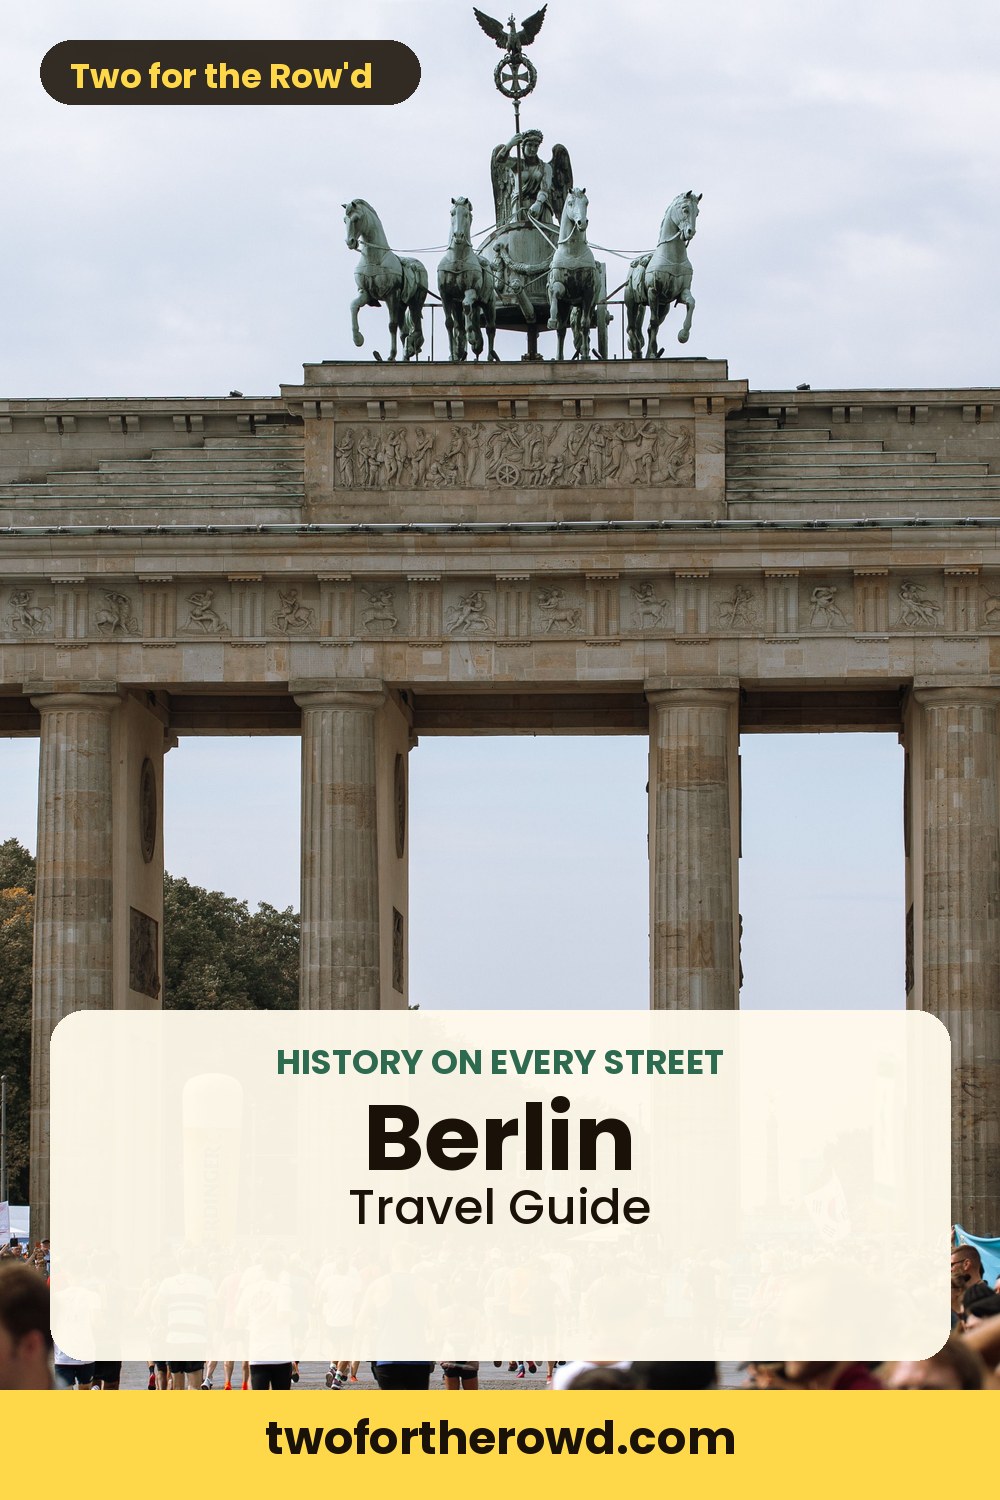 Two for the Row'd
HISTORY ON EVERY STREET
Berlin
Travel Guide
twofortherowd.com